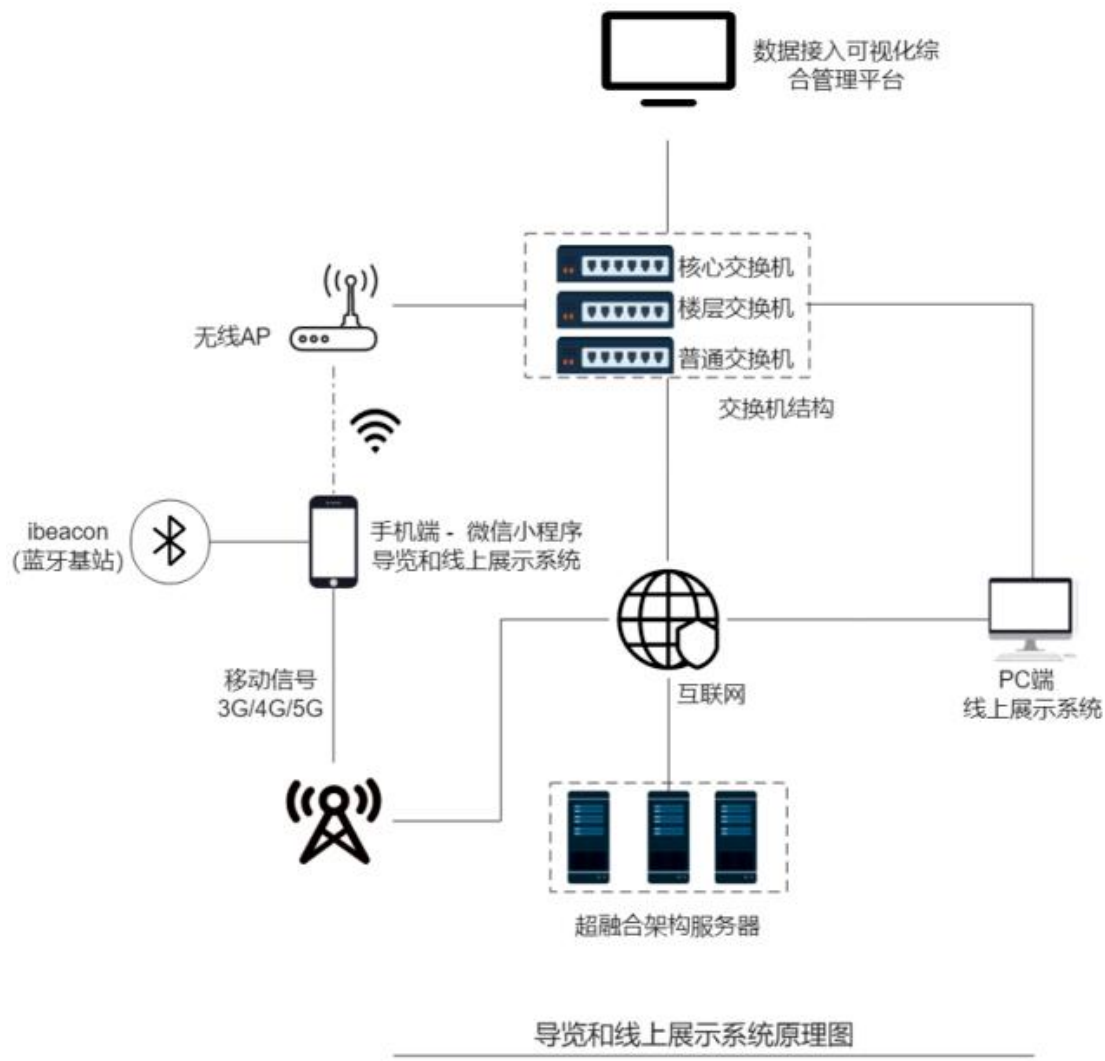 数据接入可视化综
合管理平台
核心交换机
楼层交换机
普通交换机
交换机结构
无线AP
ibeacon
(蓝牙基站)
手机端 - 微信小程序
导览和线上展示系统
移动信号
3G/4G/5G
互联网
PC端
线上展示系统
超融合架构服务器
导览和线上展示系统原理图